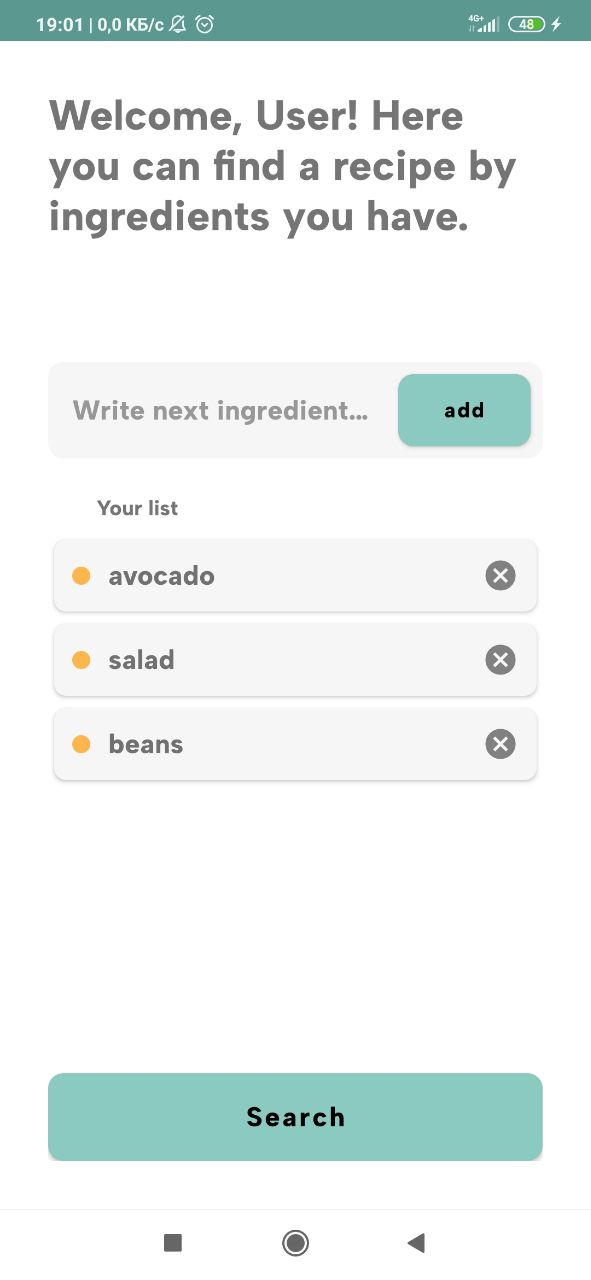 19:01 | 0,0 КБ/с 4G+ 48
Welcome, User! Here
you can find a recipe by
ingredients you have.
Write next ingredient... add
Your list
avocado
salad
beans
Search